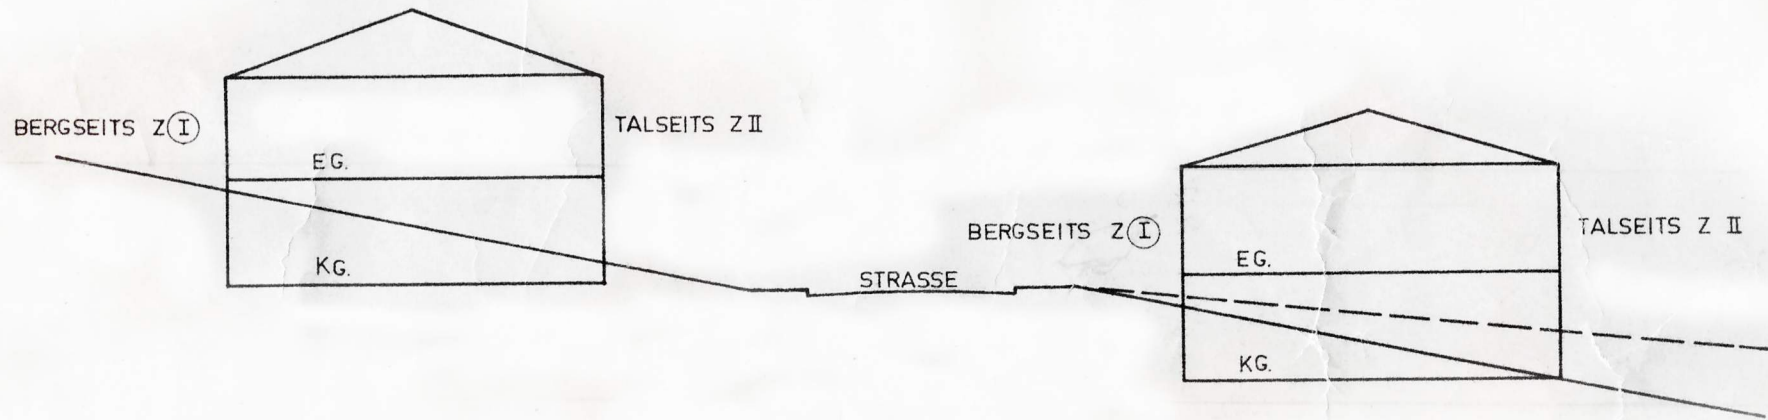 BERGSEITS Z I
TALSEITS Z II
EG.
KG.
STRASSE
BERGSEITS Z I
TALSEITS Z II
EG.
KG.